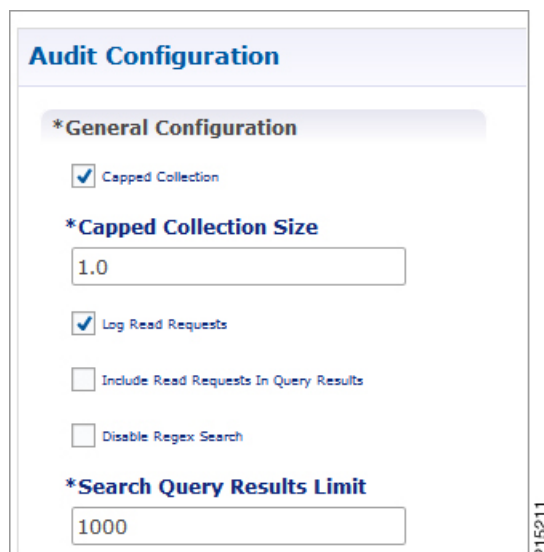 Audit Configuration
*General Configuration
Capped Collection
*Capped Collection Size
1.0
Log Read Requests
Include Read Requests In Query Results
Disable Regex Search
*Search Query Results Limit
1000